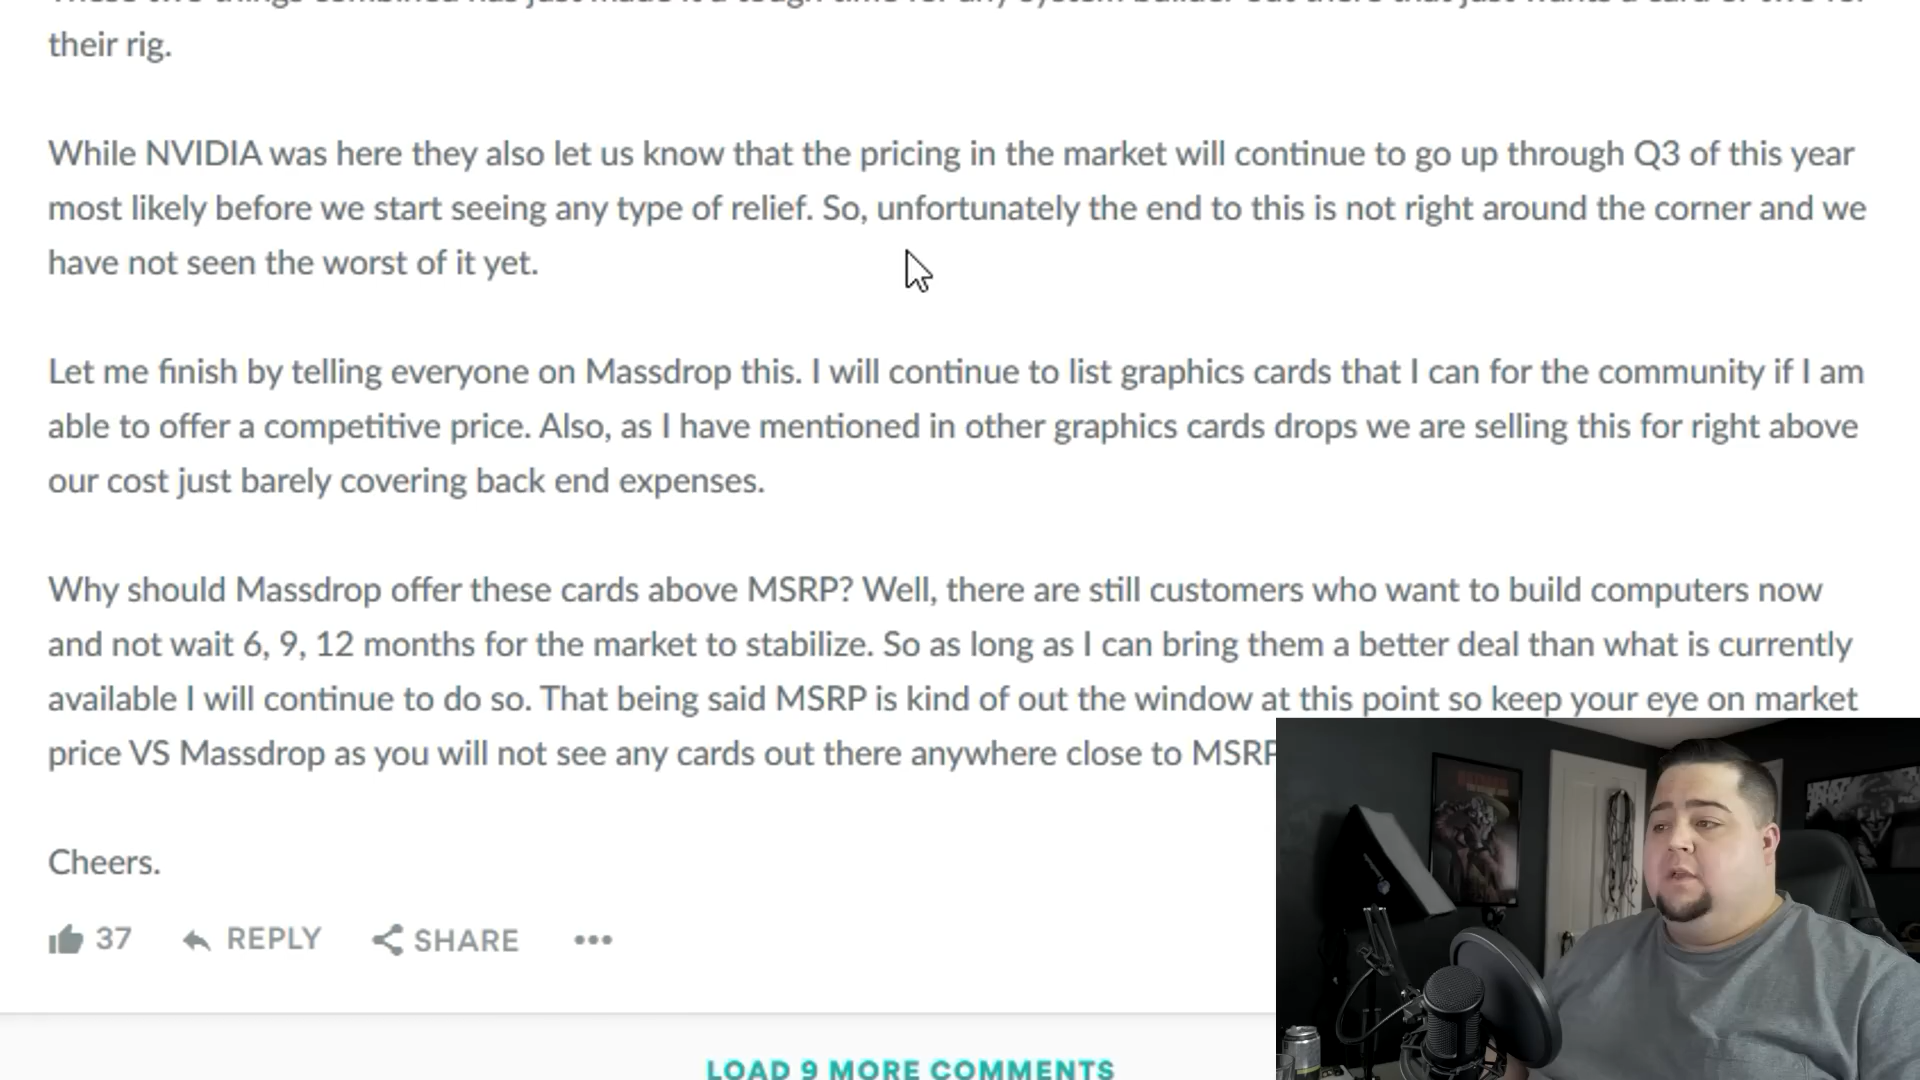 their rig.
While NVIDIA was here they also let us know that the pricing in the market will continue to go up through Q3 of this year
most likely before we start seeing any type of relief. So, unfortunately the end to this is not right around the corner and we
have not seen the worst of it yet.
Let me finish by telling everyone on Massdrop this. I will continue to list graphics cards that I can for the community if I am
able to offer a competitive price. Also, as I have mentioned in other graphics cards drops we are selling this for right above
our cost just barely covering back end expenses.
Why should Massdrop offer these cards above MSRP? Well, there are still customers who want to build computers now
and not wait 6, 9, 12 months for the market to stabilize. So as long as I can bring them a better deal than what is currently
available I will continue to do so. That being said MSRP is kind of out the window at this point so keep your eye on market
price VS Massdrop as you will not see any cards out there anywhere close to MSRP
Cheers.
37 REPLY SHARE
LOAD 9 MORE COMMENTS